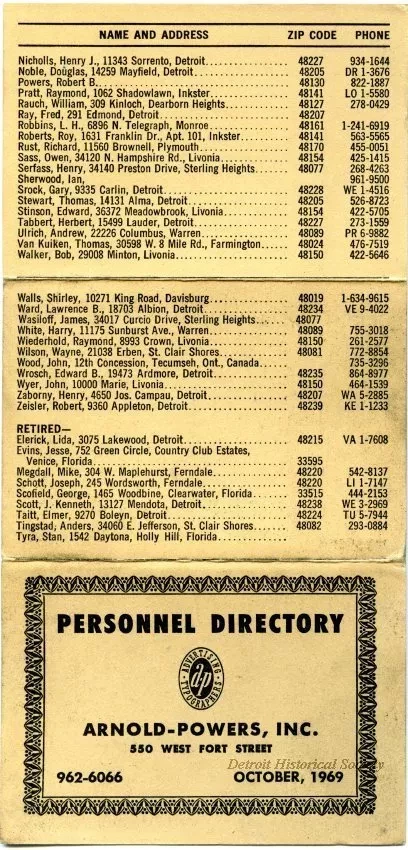 NAME AND ADDRESS ZIP CODE PHONE
Nicholls, Henry J., 11343 Sorrento, Detroit 48227 934-1644
Noble, Douglas, 14259 Mayfield, Detroit 48205 DR 1-3676
Powers, Robert B. 48130 822-1887
Pratt, Raymond, 1062 Shadowlawn, Inkster 48141 LO 1-5580
Rauch, William, 309 Kinloch, Dearborn Heights 48127 278-0429
Ray, Fred, 291 Edmond, Detroit 48207
Robbins, L. H., 6896 N. Telegraph, Monroe 48161 1-241-6919
Roberts, Roy, 1631 Franklin Dr., Apt. 101, Inkster 48141 563-5565
Rust, Richard, 11560 Brownell, Plymouth 48170 455-0051
Sass, Owen, 34120 N. Hampshire Rd., Livonia 48154 425-1415
Serfass, Henry, 34140 Preston Drive, Sterling Heights 48077 268-4263
Sherwood, Ian, 961-9500
Srock, Gary, 9335 Carlin, Detroit 48228 WE 1-4516
Stewart, Thomas, 14131 Alma, Detroit 48205 526-8723
Stinson, Edward, 36372 Meadowbrook, Livonia 48154 422-5705
Tabbert, Herbert, 15499 Lauder, Detroit 48227 273-1559
Ulrich, Andrew, 22226 Columbus, Warren 48089 PR 6-9882
Van Kuiken, Thomas, 30598 W. 8 Mile Rd., Farmington 48024 476-7519
Walker, Bob, 29008 Minton, Livonia 48150 422-5646
Walls, Shirley, 10271 King Road, Davisburg 48019 1-634-9615
Ward, Lawrence B., 18703 Albion, Detroit 48234 VE 9-4022
Wasiloff, James, 34017 Curcio Drive, Sterling Heights 48077
White, Harry, 11175 Sunburst Ave., Warren 48089 755-3018
Wiederhold, Raymond, 8993 Crown, Livonia 48150 261-2577
Wilson, Wayne, 21038 Erben, St. Clair Shores 48081 772-8854
Wood, John, 12th Concession, Tecumseh, Ont., Canada 735-3296
Wrosch, Edward B., 19473 Ardmore, Detroit 48235 864-8977
Wyer, John, 10000 Marie, Livonia 48150 464-1539
Zaborny, Henry, 4650 Jos. Campau, Detroit 48207 WA 5-2885
Zeisler, Robert, 9360 Appleton, Detroit 48239 KE 1-1233
RETIRED—
Elerick, Lida, 3075 Lakewood, Detroit 48215 VA 1-7608
Evins, Jesse, 752 Green Circle, Country Club Estates,
Venice, Florida 33595
Megdall, Mike, 304 W. Maplehurst, Ferndale 48220 542-8137
Schott, Joseph, 245 Wordsworth, Ferndale 48220 LI 1-7147
Scofield, George, 1465 Woodbine, Clearwater, Florida 33515 444-2153
Scott, J. Kenneth, 13127 Mendota, Detroit 48238 WE 3-2969
Taitt, Elmer, 9270 Boleyn, Detroit 48224 TU 5-7944
Tingstad; Anders, 34060 E. Jefferson, St. Clair Shores 48082 293-0884
Tyra, Stan, 1542 Daytona, Holly Hill, Florida
PERSONNEL DIRECTORY
ADVERTISING
ap
TYPOGRAPHERS
ARNOLD-POWERS, INC.
550 WEST FORT STREET
Detroit Historical Society
962-6066 OCTOBER, 1969